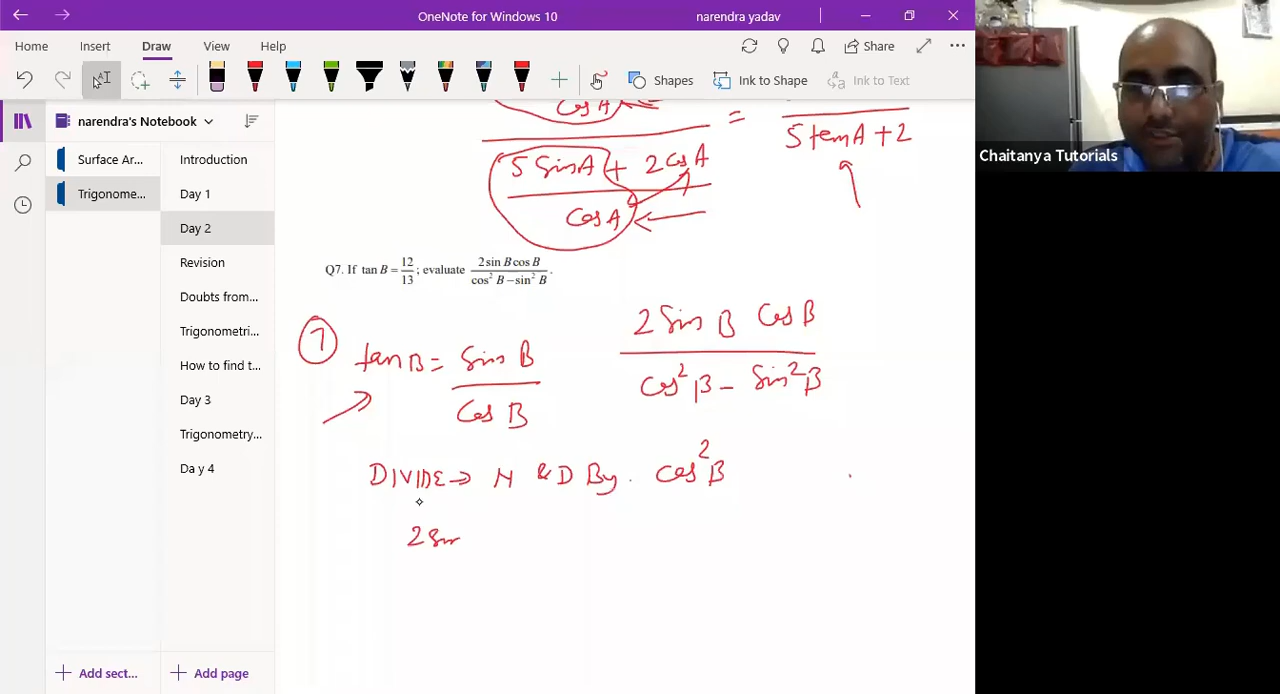 OneNote for Windows 10
narendra yadav
Home Insert Draw View Help
Share
Shapes
Ink to Shape
Ink to Text
narendra's Notebook
Surface Ar...
Trigonome...
Introduction
Day 1
Day 2
Revision
Doubts from...
Trigonometri...
How to find t...
Day 3
Trigonometry...
Da y 4
Add sect...
Add page
Cos A
5 Sin A + 2 Cos A
Cos A
=
5 tan A + 2
Q7. If tan B = 12/13; evaluate 2sin B cos B / cos² B – sin² B.
7
tan B = Sin B / Cos B
2 Sin B Cos B
Cos² B – Sin² B
DIVIDE → N & D By. Cos² B
2 Sin
Chaitanya Tutorials